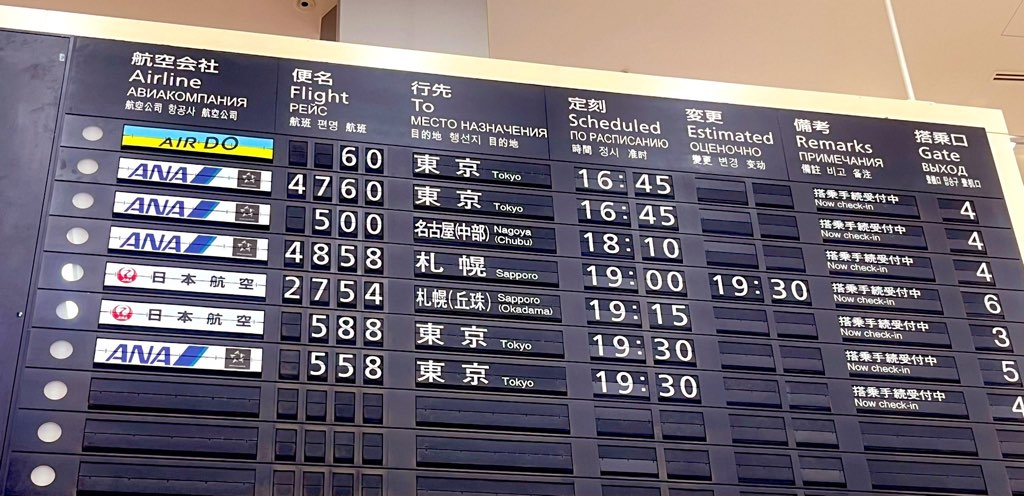 航空会社 便名 行先 定刻 変更 備考 搭乗口
Airline Flight To Scheduled Estimated Remarks Gate
АВИАКОМПАНИЯ РЕЙС МЕСТО НАЗНАЧЕНИЯ ПО РАСПИСАНИЮ ОЦЕНОЧНО ПРИМЕЧАНИЯ ВЫХОД
航空公司 항공사 航空公司 航班 편명 航班 目的地 행선지 目的地 時間 정시 准时 變更 변경 变动 備註 비고 备注
AIR DO 60 東京 Tokyo 16:45 搭乗手続受付中 Now check-in 4
ANA 4760 東京 Tokyo 16:45 搭乗手続受付中 Now check-in 4
ANA 500 名古屋(中部) Nagoya (Chubu) 18:10 搭乗手続受付中 Now check-in 4
ANA 4858 札幌 Sapporo 19:00 19:30 搭乗手続受付中 Now check-in 6
日本航空 2754 札幌(丘珠) Sapporo (Okadama) 19:15 搭乗手続受付中 Now check-in 3
日本航空 588 東京 Tokyo 19:30 搭乗手続受付中 Now check-in 5
ANA 558 東京 Tokyo 19:30 搭乗手続受付中 Now check-in 4